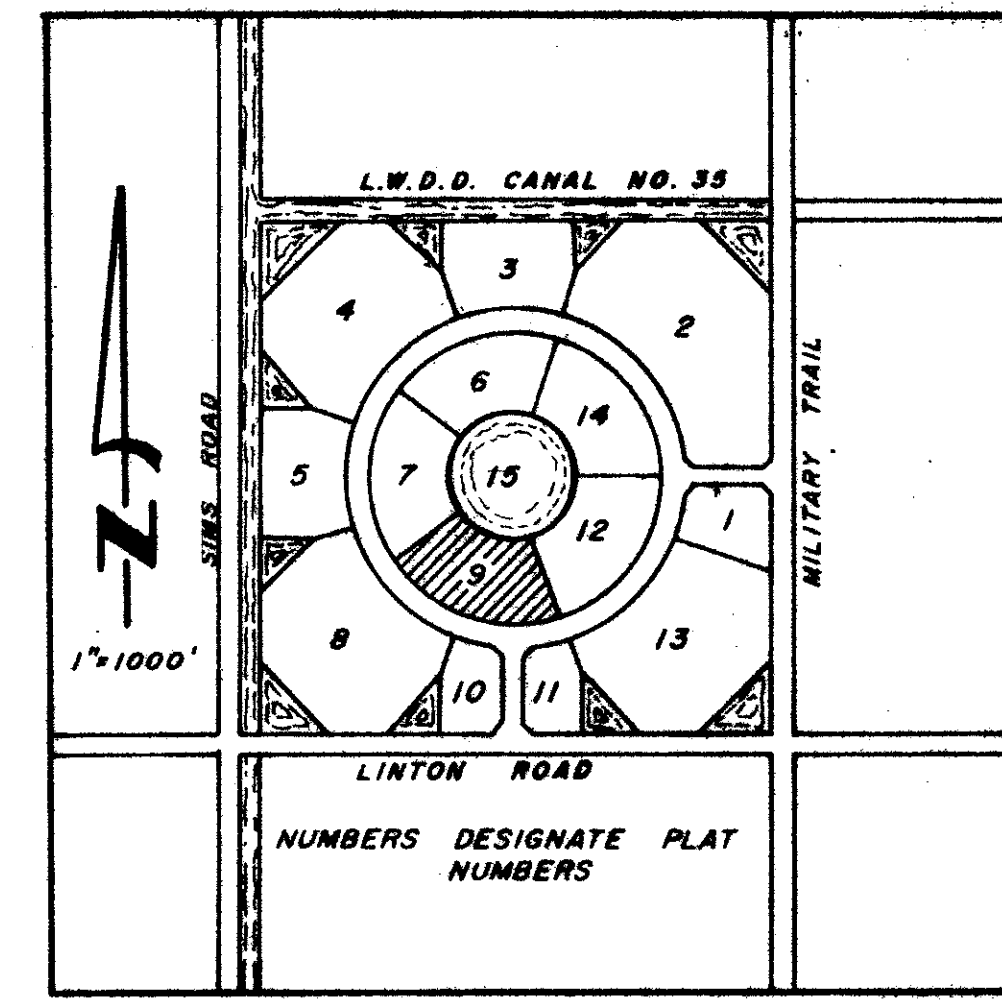 L.W.D.D. CANAL NO. 35
3
4
2
6
14
MILITARY TRAIL
SIMS ROAD
5
7
15
1
12
9
N
8
13
1"=1000'
10
11
LINTON ROAD
NUMBERS DESIGNATE PLAT
NUMBERS